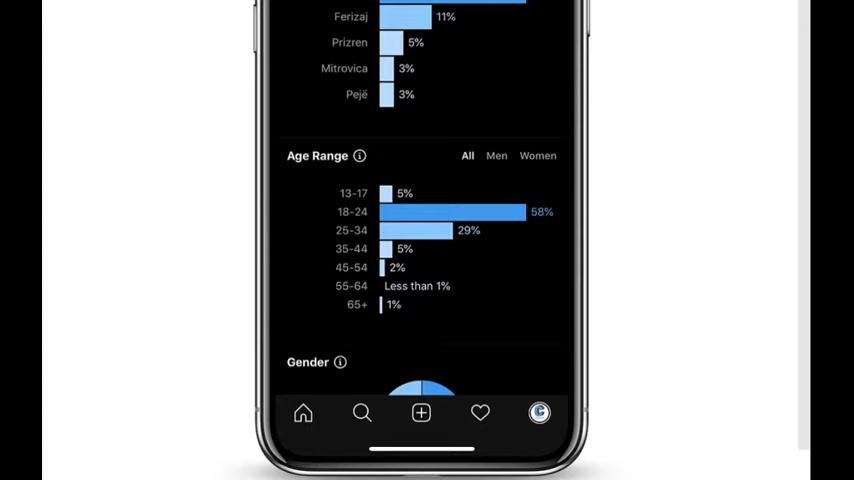 Ferizaj 11%
Prizren 5%
Mitrovica 3%
Pejë 3%
Age Range All Men Women
13-17 5%
18-24 58%
25-34 29%
35-44 5%
45-54 2%
55-64 Less than 1%
65+ 1%
Gender